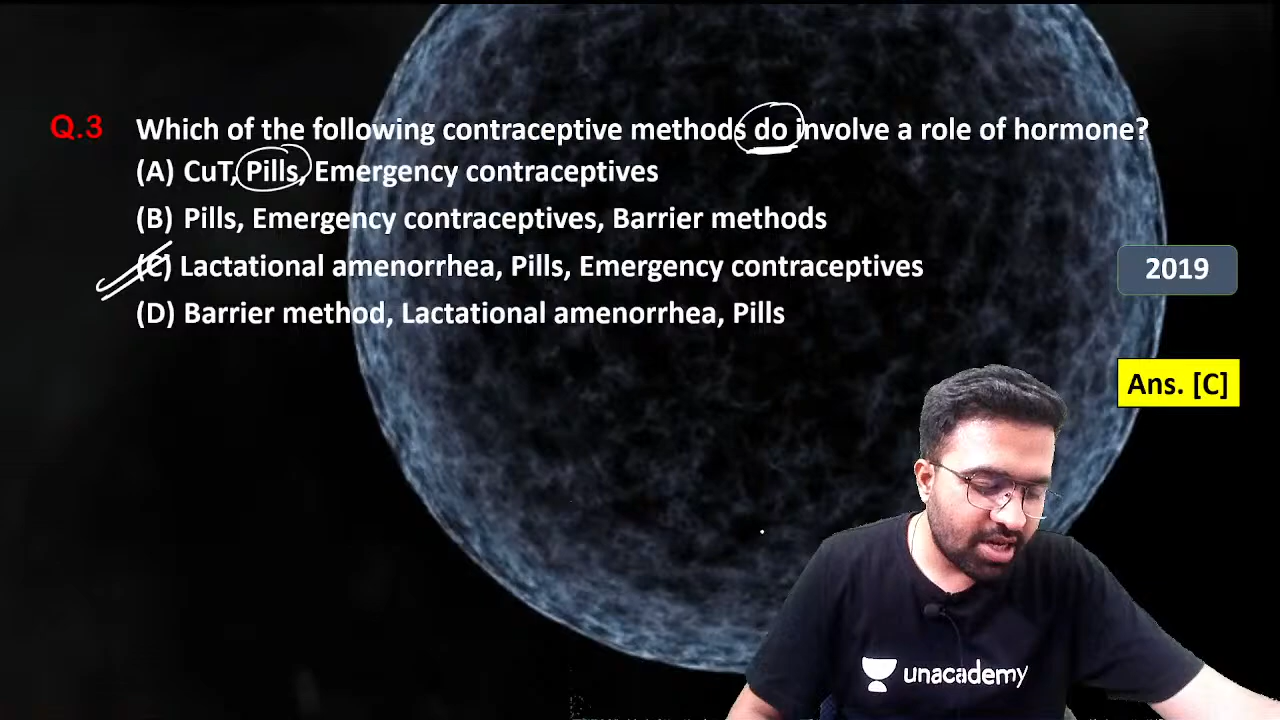 Q.3 Which of the following contraceptive methods do involve a role of hormone?
(A) CuT, Pills, Emergency contraceptives
(B) Pills, Emergency contraceptives, Barrier methods
(C) Lactational amenorrhea, Pills, Emergency contraceptives
(D) Barrier method, Lactational amenorrhea, Pills
2019
Ans. [C]
unacademy